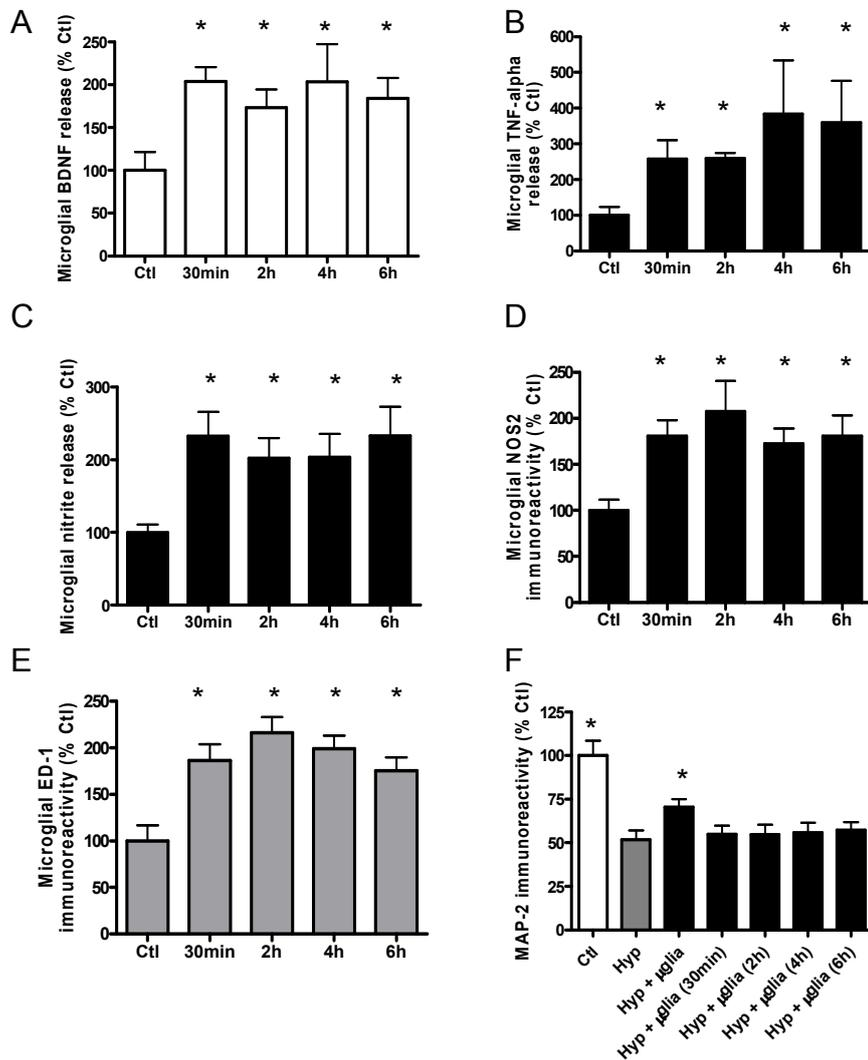 A
Microglial BDNF release (% Ctl)
250
200
150
100
50
0
* * * *
Ctl 30min 2h 4h 6h
B
Microglial TNF-alpha
release (% Ctl)
600
500
400
300
200
100
0
* * * *
Ctl 30min 2h 4h 6h
C
Microglial nitrite release (% Ctl)
300
200
100
0
* * * *
Ctl 30min 2h 4h 6h
D
Microglial NOS2
immunoreactivity (% Ctl)
250
200
150
100
50
0
* * * *
Ctl 30min 2h 4h 6h
E
Microglial ED-1
immunoreactivity (% Ctl)
250
200
150
100
50
0
* * * *
Ctl 30min 2h 4h 6h
F
MAP-2 immunoreactivity (% Ctl)
125
100
75
50
25
0
* *
Ctl
Hyp
Hyp + µglia
Hyp + µglia (30min)
Hyp + µglia (2h)
Hyp + µglia (4h)
Hyp + µglia (6h)